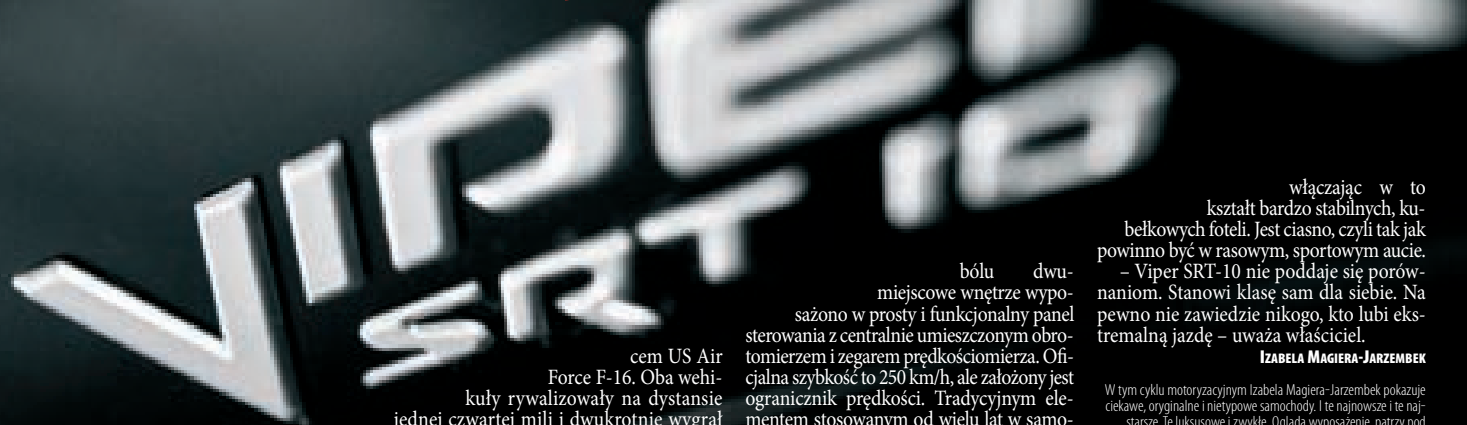 VIPER
SRT 10
cem US Air
Force F-16. Oba wehi-
kuły rywalizowały na dystansie
jednej czwartej mili i dwukrotnie wygrał
bólu dwu-
miejscowe wnętrze wypo-
sażono w prosty i funkcjonalny panel
sterowania z centralnie umieszczonym obro-
tomierzem i zegarem prędkościomierza. Ofi-
cjalna szybkość to 250 km/h, ale założony jest
ogranicznik prędkości. Tradycyjnym ele-
mentem stosowanym od wielu lat w samo-
włączając w to
kształt bardzo stabilnych, ku-
bełkowych foteli. Jest ciasno, czyli tak jak
powinno być w rasowym, sportowym aucie.
– Viper SRT-10 nie poddaje się porów-
naniom. Stanowi klasę sam dla siebie. Na
pewno nie zawiedzie nikogo, kto lubi eks-
tremalną jazdę – uważa właściciel.
IZABELA MAGIERA-JARZEMBEK
W tym cyklu motoryzacyjnym Izabela Magiera-Jarzembek pokazuje
ciekawe, oryginalne i nietypowe samochody. I te najnowsze i te naj-
starsze. Te luksusowe i zwykłe. Ogląda wyposażenie, patrzy pod